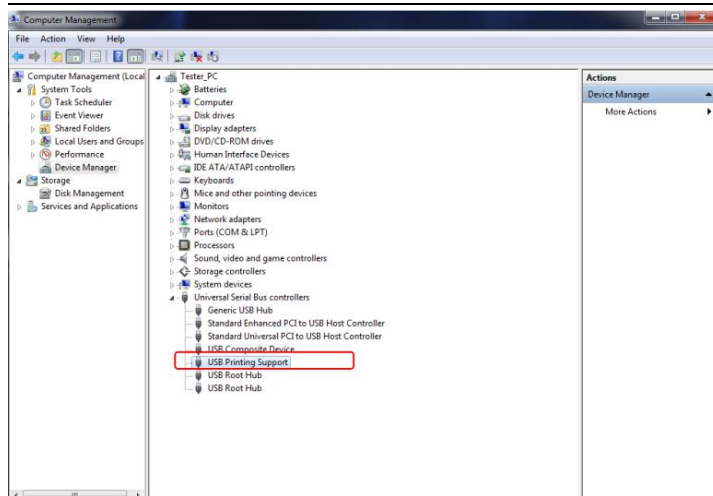 Computer Management
File Action View Help
Computer Management (Local
System Tools
Task Scheduler
Event Viewer
Shared Folders
Local Users and Groups
Performance
Device Manager
Storage
Disk Management
Services and Applications
Tester_PC
Batteries
Computer
Disk drives
Display adapters
DVD/CD-ROM drives
Human Interface Devices
IDE ATA/ATAPI controllers
Keyboards
Mice and other pointing devices
Monitors
Network adapters
Ports (COM & LPT)
Processors
Sound, video and game controllers
Storage controllers
System devices
Universal Serial Bus controllers
Generic USB Hub
Standard Enhanced PCI to USB Host Controller
Standard Universal PCI to USB Host Controller
USB Composite Device
USB Printing Support
USB Root Hub
USB Root Hub
Actions
Device Manager
More Actions